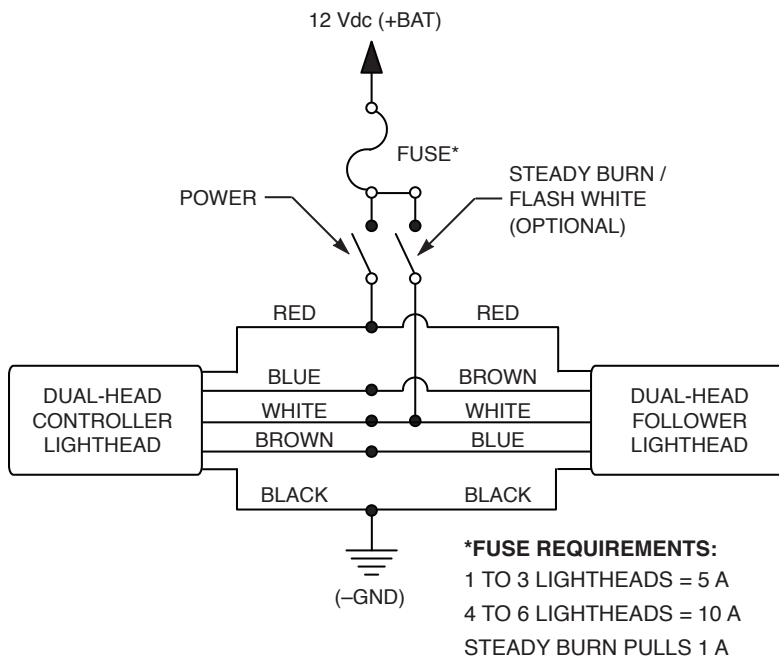 12 Vdc (+BAT)
FUSE*
POWER
STEADY BURN /
FLASH WHITE
(OPTIONAL)
RED
RED
DUAL-HEAD
CONTROLLER
LIGHTHEAD
BLUE
BROWN
WHITE
WHITE
BROWN
BLUE
BLACK
BLACK
DUAL-HEAD
FOLLOWER
LIGHTHEAD
(–GND)
*FUSE REQUIREMENTS:
1 TO 3 LIGHTHEADS = 5 A
4 TO 6 LIGHTHEADS = 10 A
STEADY BURN PULLS 1 A